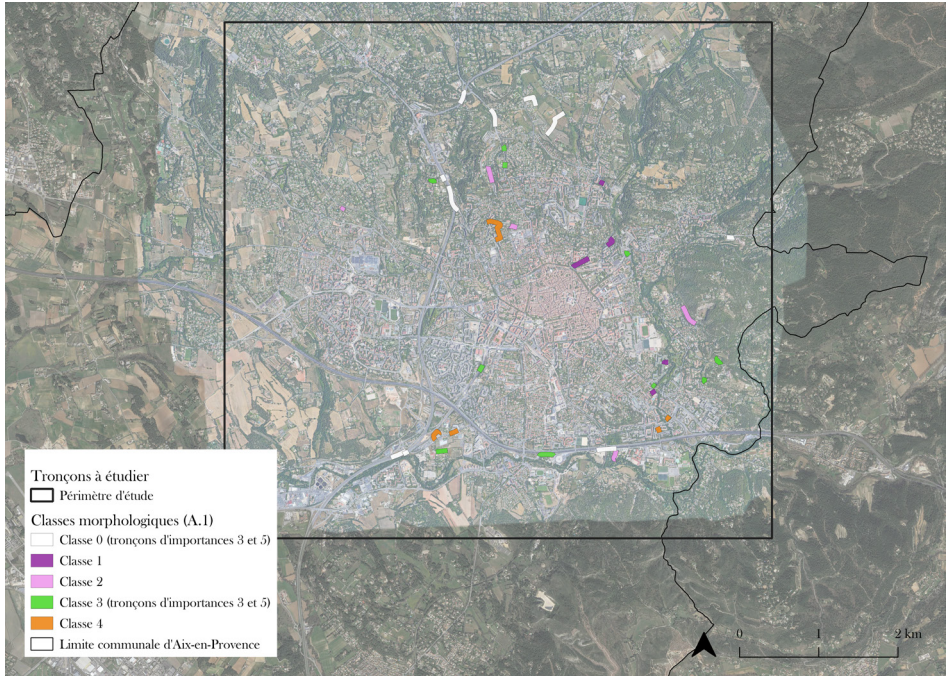 Tronçons à étudier
Périmètre d'étude
Classes morphologiques (A.1)
Classe 0 (tronçons d'importances 3 et 5)
Classe 1
Classe 2
Classe 3 (tronçons d'importances 3 et 5)
Classe 4
Limite communale d'Aix-en-Provence
0 1 2 km